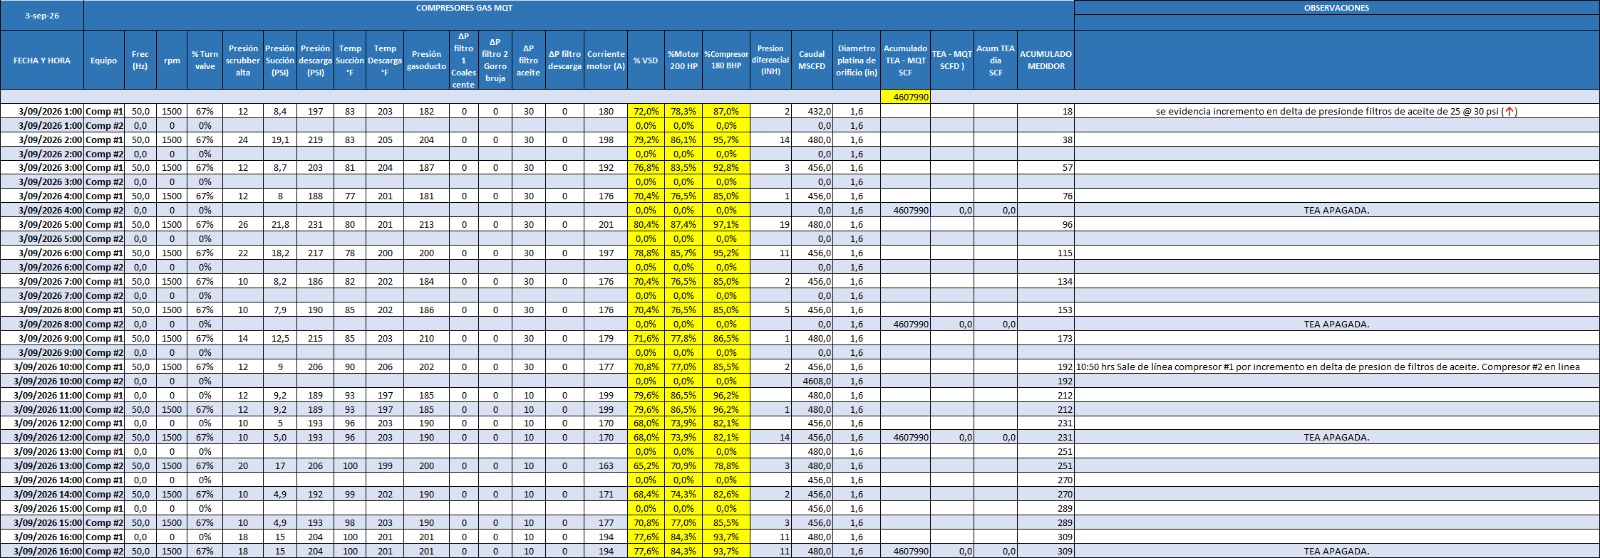 3-sep-26 COMPRESORES GAS MQT OBSERVACIONES
FECHA Y HORA Equipo Frec (Hz) rpm % Turn valve Presión scrubber alta Presión Succión (PSI) Presión descarga (PSI) Temp Succión °F Temp Descarga °F Presión gasoducto ΔP filtro 1 Coales cente ΔP filtro 2 Gorro bruja ΔP filtro aceite ΔP filtro descarga Corriente motor (A) % VSD %Motor 200 HP %Compresor 180 BHP Presion diferencial (INH) Caudal MSCFD Diametro platina de orificio (in) Acumulado TEA - MQT SCF TEA - MQT SCFD ) Acum TEA dia SCF ACUMULADO MEDIDOR
4607990
3/09/2026 1:00 Comp #1 50,0 1500 67% 12 8,4 197 83 203 182 0 0 30 0 180 72,0% 78,3% 87,0% 2 432,0 1,6 18 se evidencia incremento en delta de presionde filtros de aceite de 25 @ 30 psi (↑)
3/09/2026 1:00 Comp #2 0,0 0 0% 0,0% 0,0% 0,0% 0,0 1,6
3/09/2026 2:00 Comp #1 50,0 1500 67% 24 19,1 219 83 205 204 0 0 30 0 198 79,2% 86,1% 95,7% 14 480,0 1,6 38
3/09/2026 2:00 Comp #2 0,0 0 0% 0,0% 0,0% 0,0% 0,0 1,6
3/09/2026 3:00 Comp #1 50,0 1500 67% 12 8,7 203 81 204 187 0 0 30 0 192 76,8% 83,5% 92,8% 3 456,0 1,6 57
3/09/2026 3:00 Comp #2 0,0 0 0% 0,0% 0,0% 0,0% 0,0 1,6
3/09/2026 4:00 Comp #1 50,0 1500 67% 12 8 188 77 201 181 0 0 30 0 176 70,4% 76,5% 85,0% 1 456,0 1,6 76
3/09/2026 4:00 Comp #2 0,0 0 0% 0,0% 0,0% 0,0% 0,0 1,6 4607990 0,0 0,0 TEA APAGADA.
3/09/2026 5:00 Comp #1 50,0 1500 67% 26 21,8 231 80 201 213 0 0 30 0 201 80,4% 87,4% 97,1% 19 480,0 1,6 96
3/09/2026 5:00 Comp #2 0,0 0 0% 0,0% 0,0% 0,0% 0,0 1,6
3/09/2026 6:00 Comp #1 50,0 1500 67% 22 18,2 217 78 200 200 0 0 30 0 197 78,8% 85,7% 95,2% 11 456,0 1,6 115
3/09/2026 6:00 Comp #2 0,0 0 0% 0,0% 0,0% 0,0% 0,0 1,6
3/09/2026 7:00 Comp #1 50,0 1500 67% 10 8,2 186 82 202 184 0 0 30 0 176 70,4% 76,5% 85,0% 2 456,0 1,6 134
3/09/2026 7:00 Comp #2 0,0 0 0% 0,0% 0,0% 0,0% 0,0 1,6
3/09/2026 8:00 Comp #1 50,0 1500 67% 10 7,9 190 85 202 186 0 0 30 0 176 70,4% 76,5% 85,0% 5 456,0 1,6 153
3/09/2026 8:00 Comp #2 0,0 0 0% 0,0% 0,0% 0,0% 0,0 1,6 4607990 0,0 0,0 TEA APAGADA.
3/09/2026 9:00 Comp #1 50,0 1500 67% 14 12,5 215 85 203 210 0 0 30 0 179 71,6% 77,8% 86,5% 1 480,0 1,6 173
3/09/2026 9:00 Comp #2 0,0 0 0% 0,0% 0,0% 0,0% 0,0 1,6
3/09/2026 10:00 Comp #1 50,0 1500 67% 12 9 206 90 206 202 0 0 30 0 177 70,8% 77,0% 85,5% 2 456,0 1,6 192 10:50 hrs Sale de línea compresor #1 por incremento en delta de presion de filtros de aceite. Compresor #2 en linea
3/09/2026 10:00 Comp #2 0,0 0 0% 0,0% 0,0% 0,0% 4608,0 1,6 192
3/09/2026 11:00 Comp #1 0,0 0 0% 12 9,2 189 93 197 185 0 0 10 0 199 79,6% 86,5% 96,2% 480,0 1,6 212
3/09/2026 11:00 Comp #2 50,0 1500 67% 12 9,2 189 93 197 185 0 0 10 0 199 79,6% 86,5% 96,2% 1 480,0 1,6 212
3/09/2026 12:00 Comp #1 0,0 0 0% 10 5 193 96 203 190 0 0 10 0 170 68,0% 73,9% 82,1% 456,0 1,6 231
3/09/2026 12:00 Comp #2 50,0 1500 67% 10 5,0 193 96 203 190 0 0 10 0 170 68,0% 73,9% 82,1% 14 456,0 1,6 4607990 0,0 0,0 231 TEA APAGADA.
3/09/2026 13:00 Comp #1 0,0 0 0% 0,0% 0,0% 0,0% 480,0 1,6 251
3/09/2026 13:00 Comp #2 50,0 1500 67% 20 17 206 100 199 200 0 0 10 0 163 65,2% 70,9% 78,8% 3 480,0 1,6 251
3/09/2026 14:00 Comp #1 0,0 0 0% 0,0% 0,0% 0,0% 456,0 1,6 270
3/09/2026 14:00 Comp #2 50,0 1500 67% 10 4,9 192 99 202 190 0 0 10 0 171 68,4% 74,3% 82,6% 2 456,0 1,6 270
3/09/2026 15:00 Comp #1 0,0 0 0% 0,0% 0,0% 0,0% 456,0 1,6 289
3/09/2026 15:00 Comp #2 50,0 1500 67% 10 4,9 193 98 203 190 0 0 10 0 177 70,8% 77,0% 85,5% 3 456,0 1,6 289
3/09/2026 16:00 Comp #1 0,0 0 0% 18 15 204 100 201 201 0 0 10 0 194 77,6% 84,3% 93,7% 11 480,0 1,6 309
3/09/2026 16:00 Comp #2 50,0 1500 67% 18 15 204 100 201 201 0 0 10 0 194 77,6% 84,3% 93,7% 11 480,0 1,6 4607990 0,0 0,0 309 TEA APAGADA.